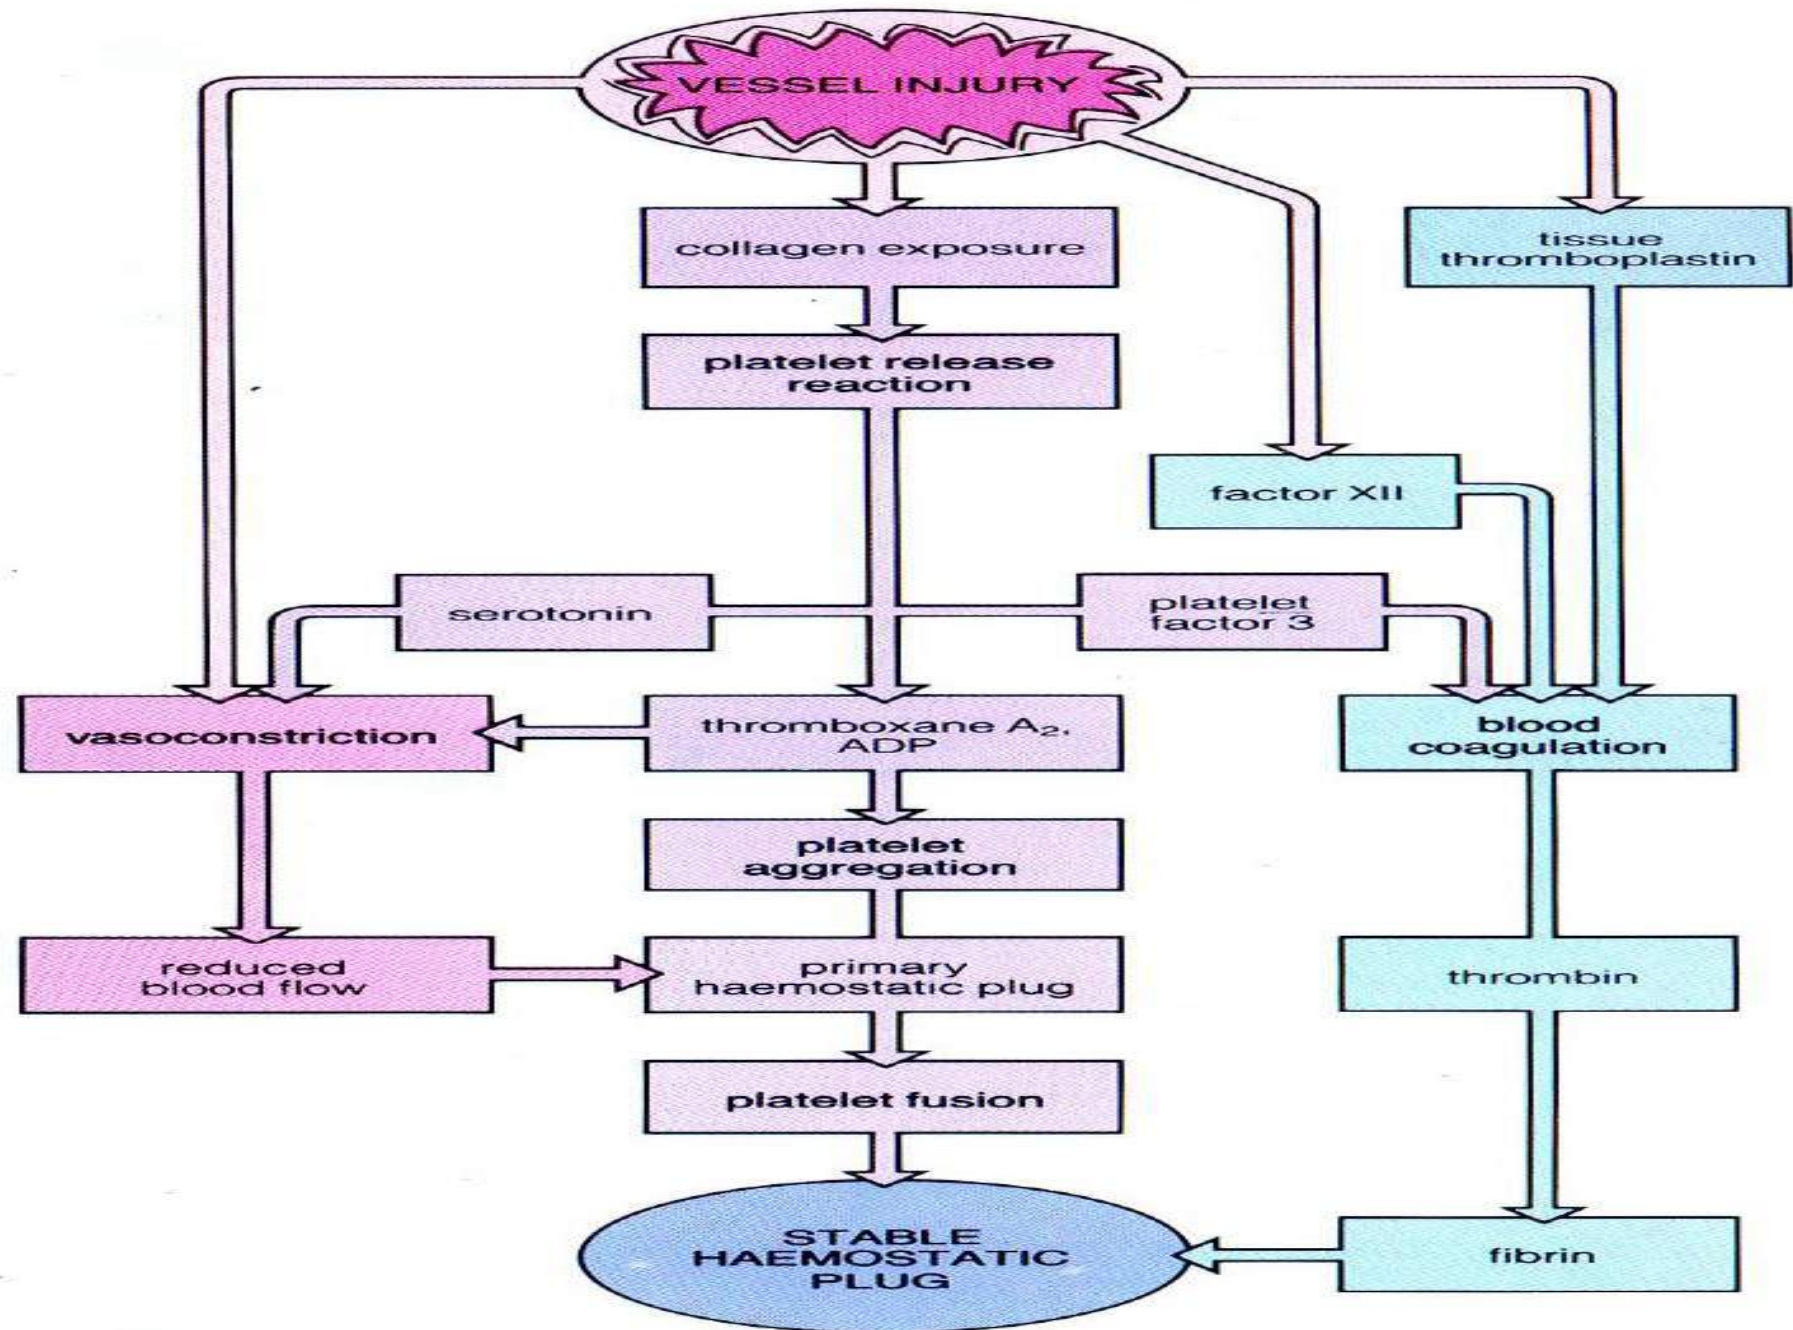 VESSEL INJURY
collagen exposure
tissue
thromboplastin
platelet release
reaction
factor XII
serotonin
platelet
factor 3
vasoconstriction
thromboxane A₂,
ADP
blood
coagulation
platelet
aggregation
reduced
blood flow
primary
haemostatic plug
thrombin
platelet fusion
STABLE
HAEMOSTATIC
PLUG
fibrin